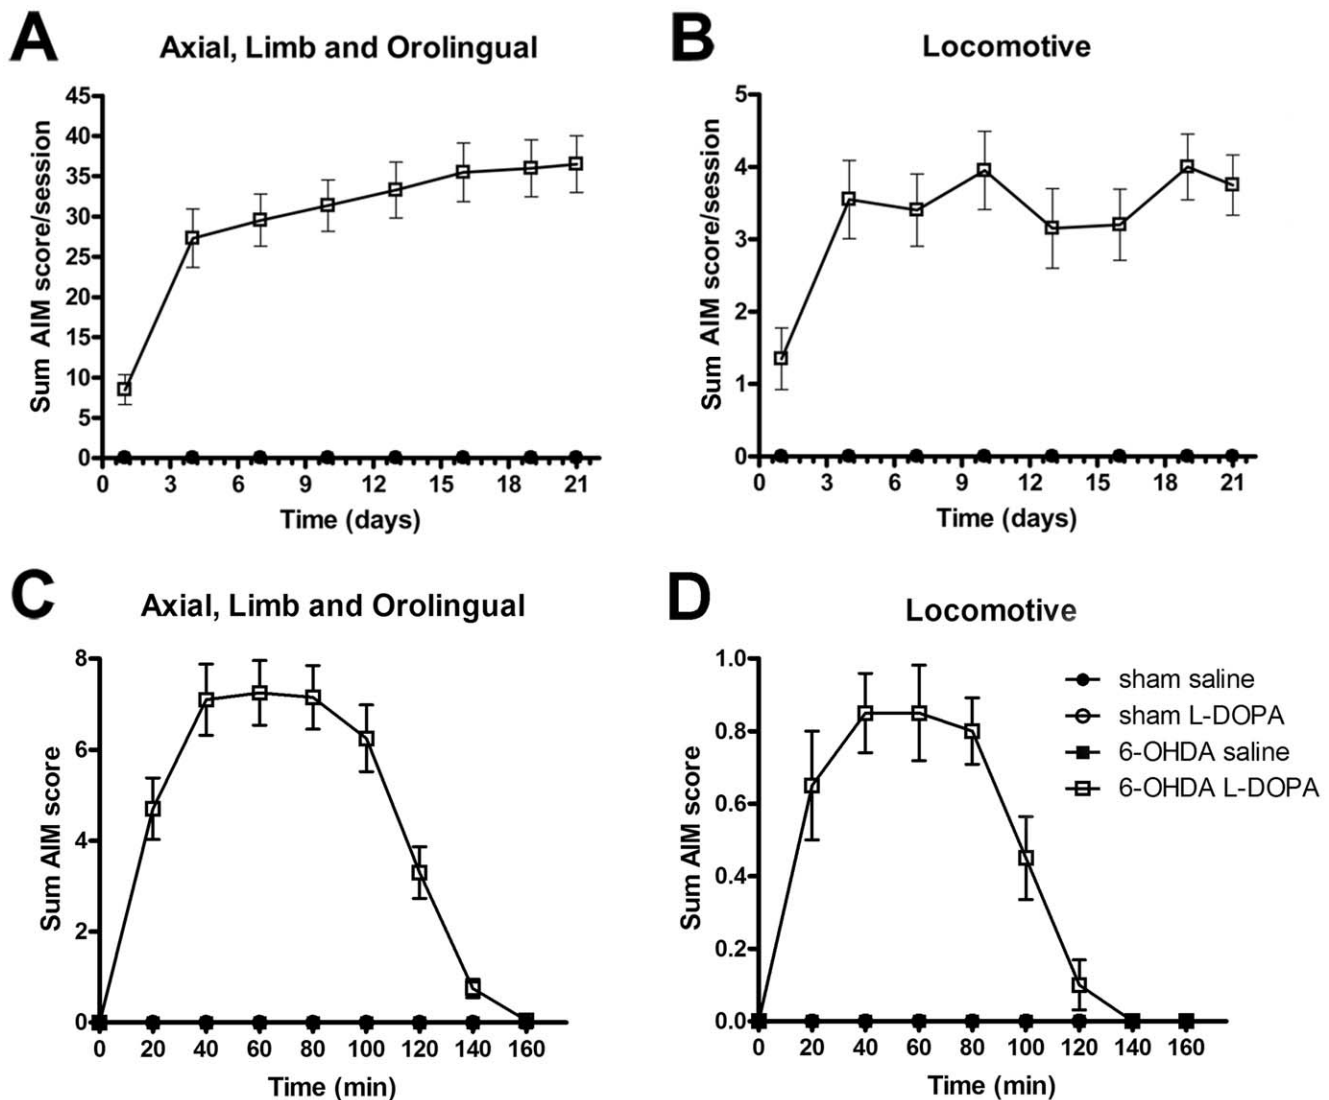 A
Axial, Limb and Orolingual
Sum AIM score/session
45
40
35
30
25
20
15
10
5
0
0 3 6 9 12 15 18 21
Time (days)
B
Locomotive
Sum AIM score/session
5
4
3
2
1
0
0 3 6 9 12 15 18 21
Time (days)
C
Axial, Limb and Orolingual
Sum AIM score
8
6
4
2
0
0 20 40 60 80 100 120 140 160
Time (min)
D
Locomotive
Sum AIM score
1.0
0.8
0.6
0.4
0.2
0.0
0 20 40 60 80 100 120 140 160
Time (min)
sham saline
sham L-DOPA
6-OHDA saline
6-OHDA L-DOPA